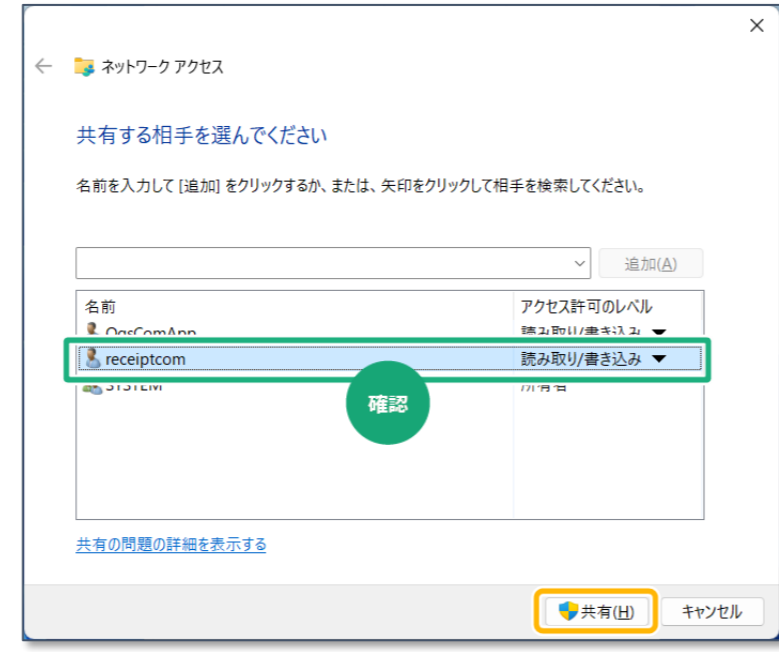 ネットワーク アクセス
共有する相手を選んでください
名前を入力して [追加] をクリックするか、または、矢印をクリックして相手を検索してください。
追加(A)
名前 アクセス許可のレベル
OqsComApp 読み取り/書き込み
receiptcom 読み取り/書き込み
SYSTEM 所有者
確認
共有の問題の詳細を表示する
共有(H) キャンセル